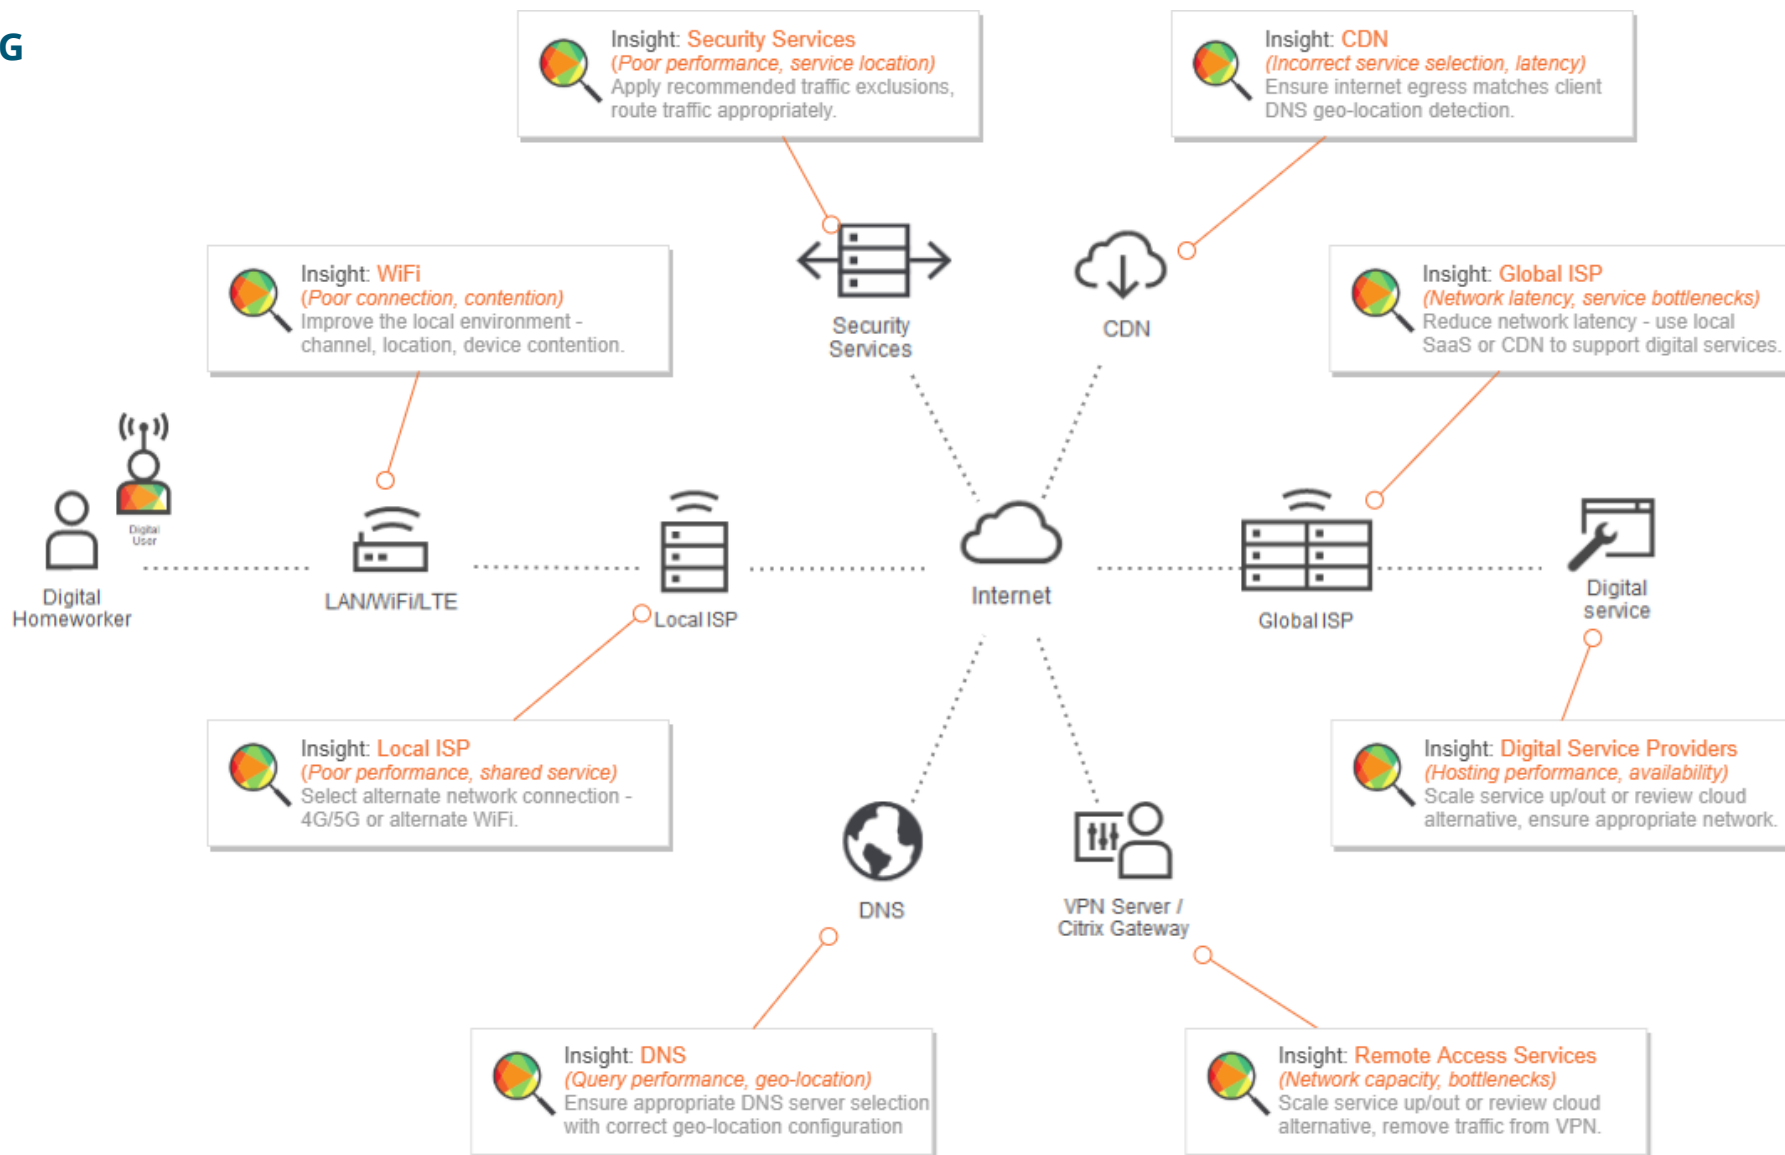 G
Insight: Security Services
(Poor performance, service location)
Apply recommended traffic exclusions,
route traffic appropriately.
Insight: CDN
(Incorrect service selection, latency)
Ensure internet egress matches client
DNS geo-location detection.
Insight: WiFi
(Poor connection, contention)
Improve the local environment -
channel, location, device contention.
Insight: Global ISP
(Network latency, service bottlenecks)
Reduce network latency - use local
SaaS or CDN to support digital services.
Security
Services
CDN
Digital
User
Digital
Homeworker
LAN/WiFi/LTE
Local ISP
Internet
Global ISP
Digital
service
Insight: Local ISP
(Poor performance, shared service)
Select alternate network connection -
4G/5G or alternate WiFi.
Insight: Digital Service Providers
(Hosting performance, availability)
Scale service up/out or review cloud
alternative, ensure appropriate network.
DNS
VPN Server /
Citrix Gateway
Insight: DNS
(Query performance, geo-location)
Ensure appropriate DNS server selection
with correct geo-location configuration
Insight: Remote Access Services
(Network capacity, bottlenecks)
Scale service up/out or review cloud
alternative, remove traffic from VPN.